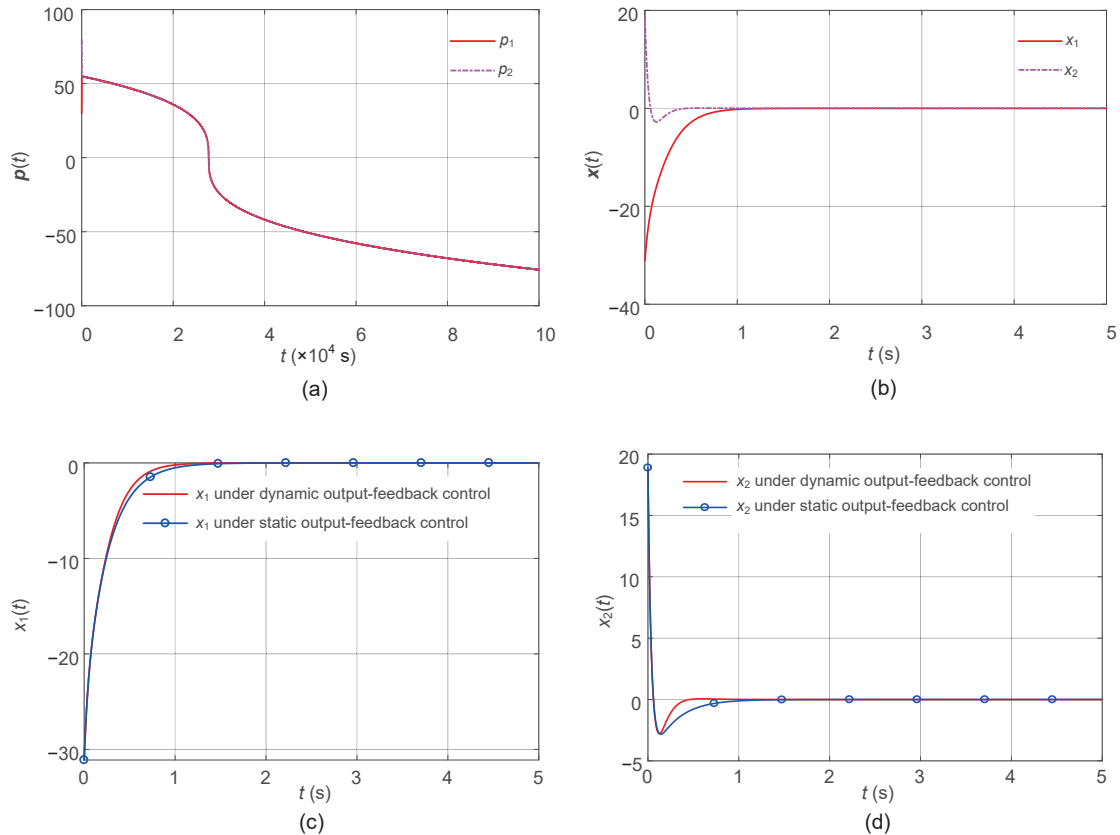 100
50
0
−50
−100
p(t)
p1
p2
0
2
4
6
8
10
t (×10⁴ s)
(a)
20
0
−20
−40
x(t)
x1
x2
0
1
2
3
4
5
t (s)
(b)
0
−10
−20
−30
x1(t)
x1 under dynamic output-feedback control
x1 under static output-feedback control
0
1
2
3
4
5
t (s)
(c)
20
15
10
5
0
−5
x2(t)
x2 under dynamic output-feedback control
x2 under static output-feedback control
0
1
2
3
4
5
t (s)
(d)